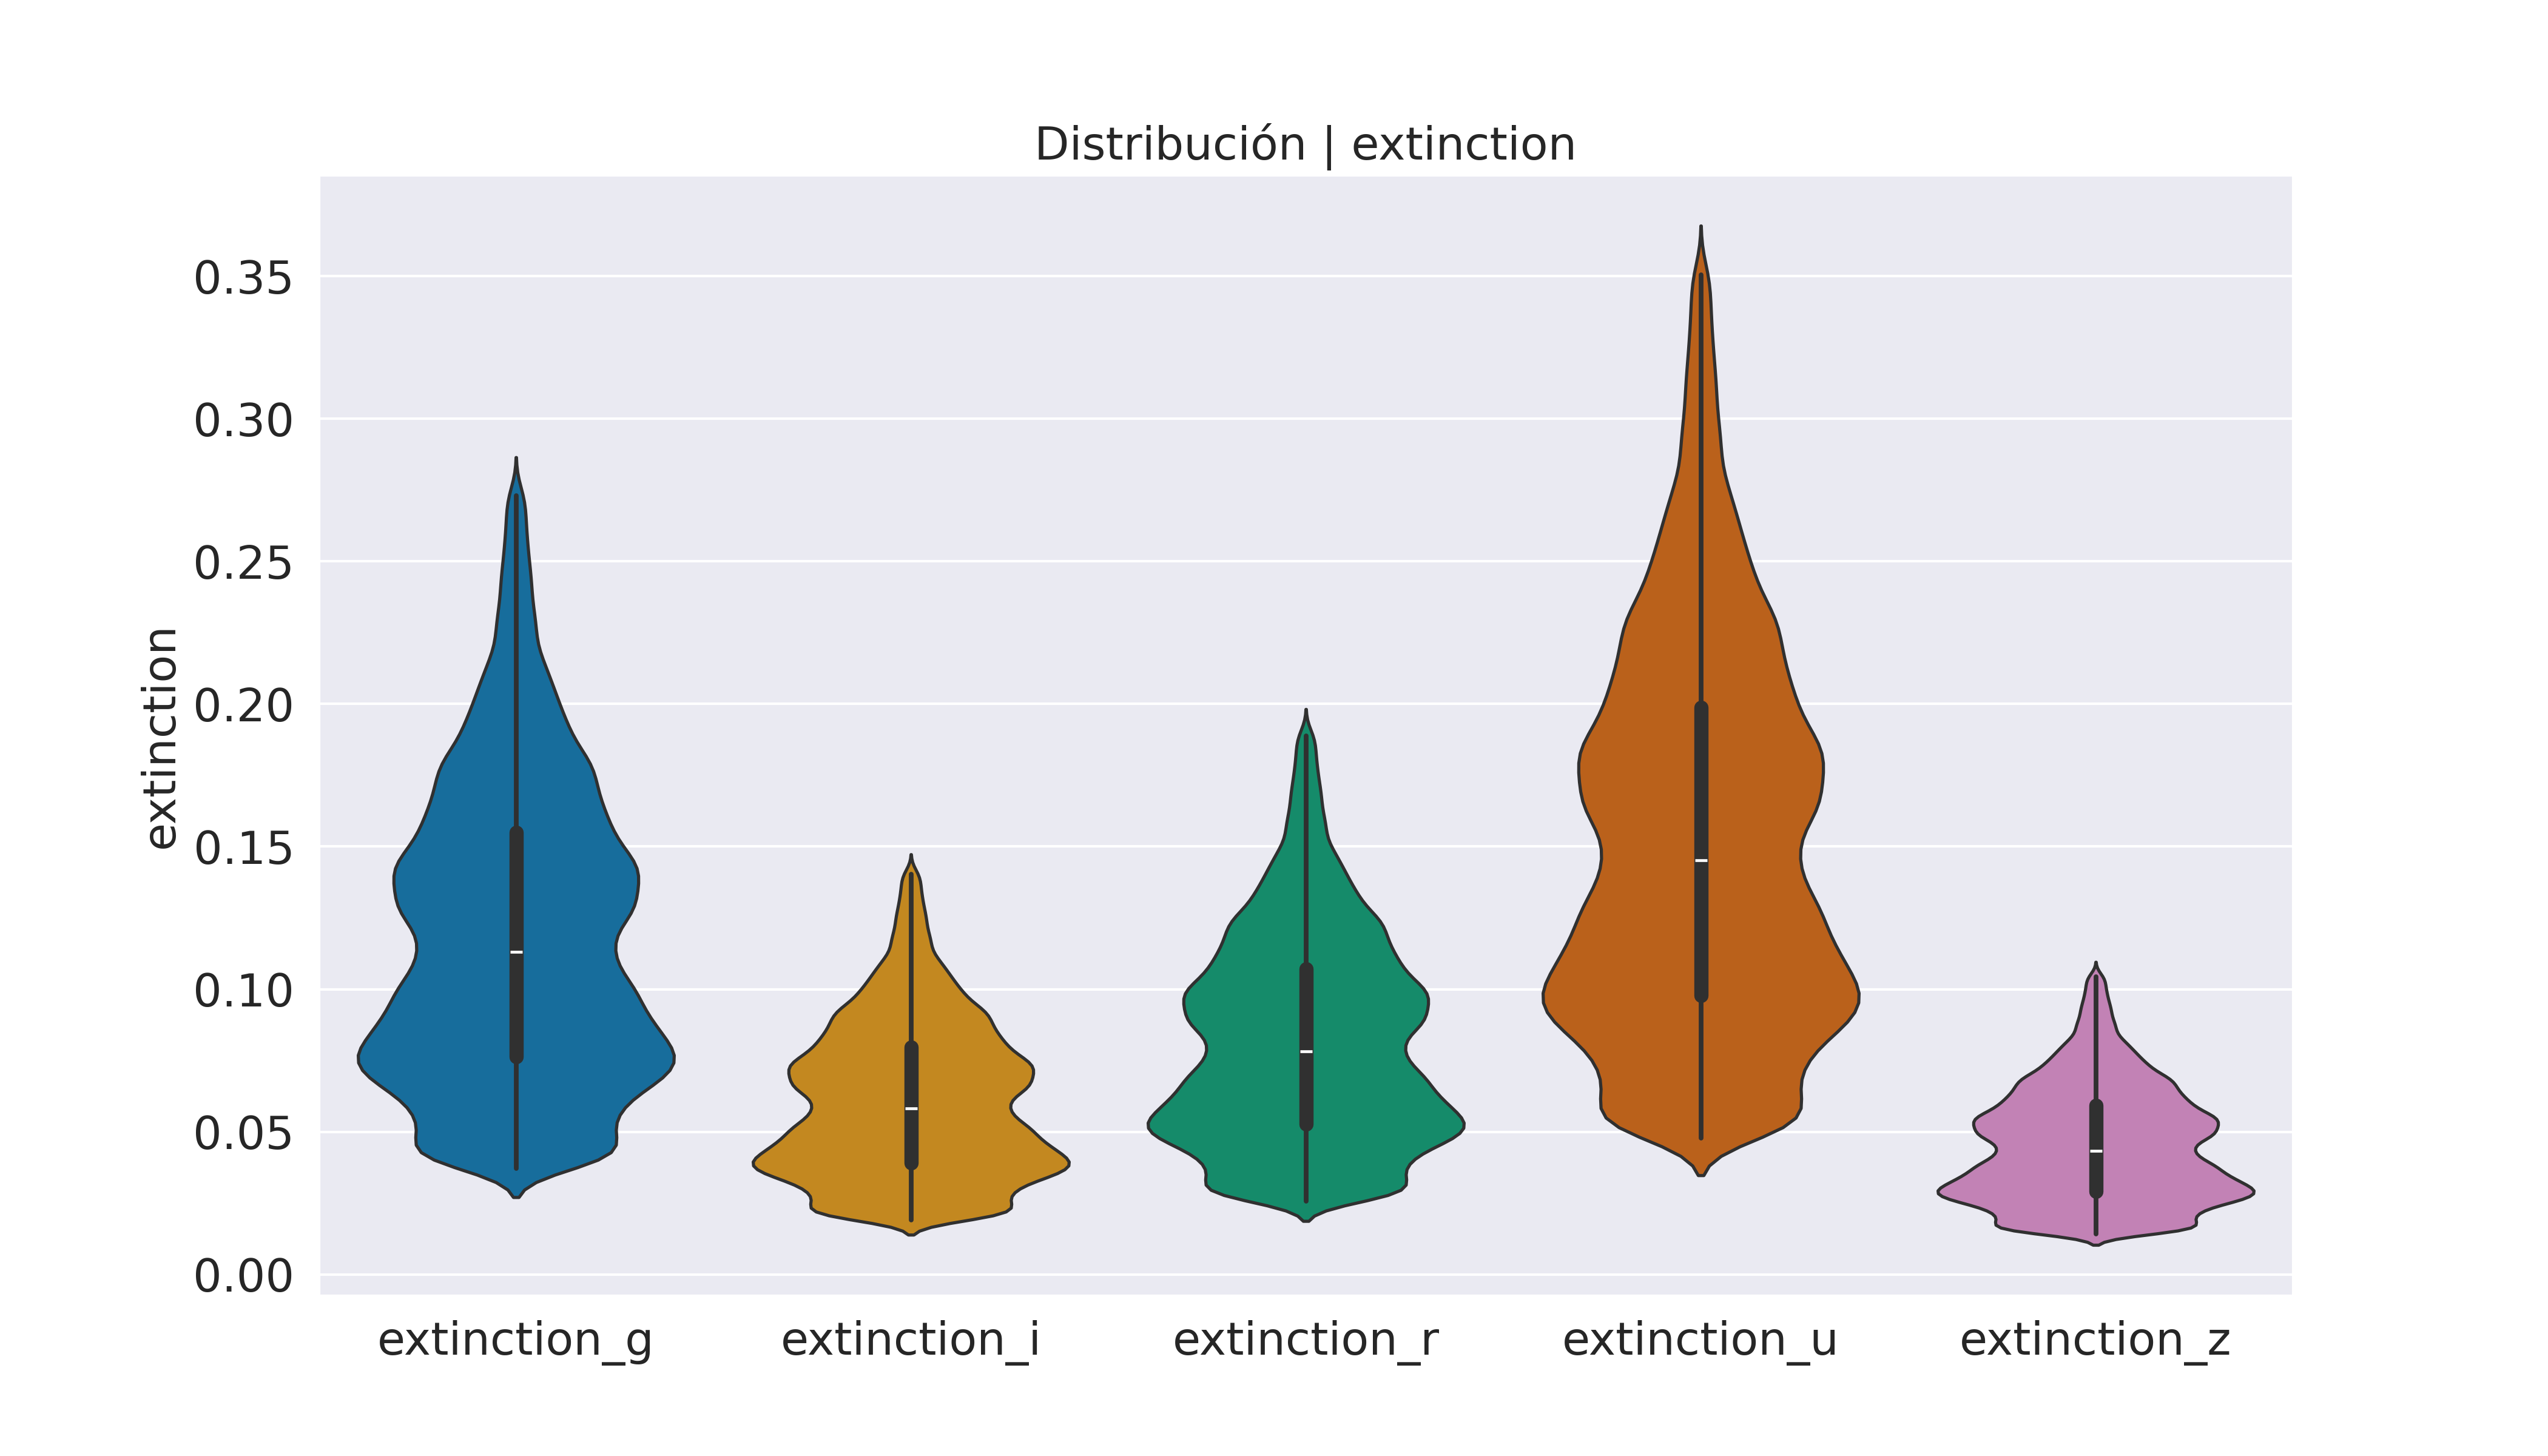 Distribución | extinction
extinction
0.35
0.30
0.25
0.20
0.15
0.10
0.05
0.00
extinction_g
extinction_i
extinction_r
extinction_u
extinction_z